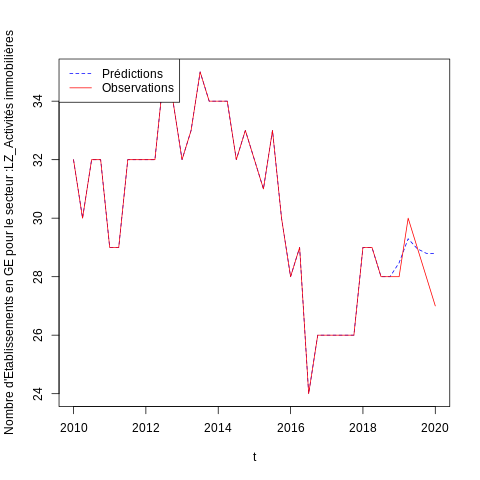 Nombre d'Etablissements en GE pour le secteur :LZ_Activités immobilières
Prédictions
Observations
34
32
30
28
26
24
2010 2012 2014 2016 2018 2020
t